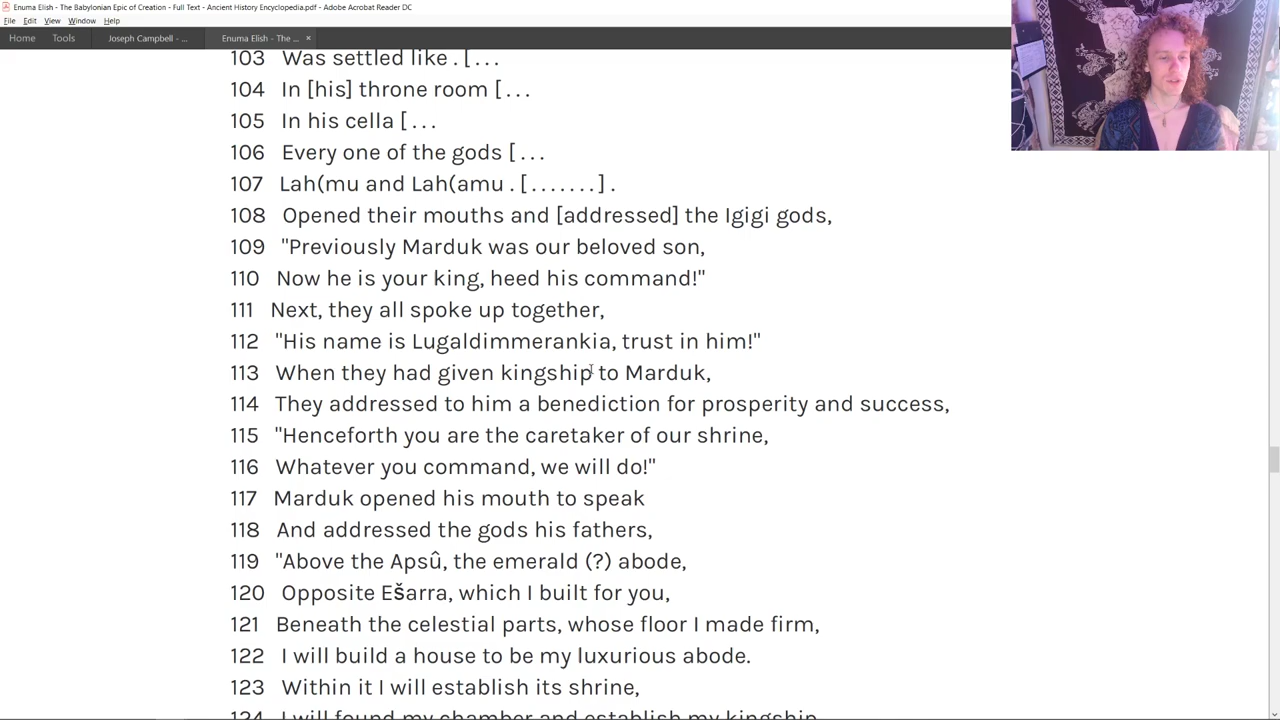 Enuma Elish - The Babylonian Epic of Creation - Full Text - Ancient History Encyclopedia.pdf - Adobe Acrobat Reader DC
File Edit View Window Help
Home Tools Joseph Campbell - ... Enuma Elish - The ... ×
103 Was settled like . [ . . .
104 In [his] throne room [ . . .
105 In his cella [ . . .
106 Every one of the gods [ . . .
107 Lah(mu and Lah(amu . [ . . . . . . . ] .
108 Opened their mouths and [addressed] the Igigi gods,
109 "Previously Marduk was our beloved son,
110 Now he is your king, heed his command!"
111 Next, they all spoke up together,
112 "His name is Lugaldimmerankia, trust in him!"
113 When they had given kingship to Marduk,
114 They addressed to him a benediction for prosperity and success,
115 "Henceforth you are the caretaker of our shrine,
116 Whatever you command, we will do!"
117 Marduk opened his mouth to speak
118 And addressed the gods his fathers,
119 "Above the Apsû, the emerald (?) abode,
120 Opposite Ešarra, which I built for you,
121 Beneath the celestial parts, whose floor I made firm,
122 I will build a house to be my luxurious abode.
123 Within it I will establish its shrine,
124 I will found my chamber and establish my kingship